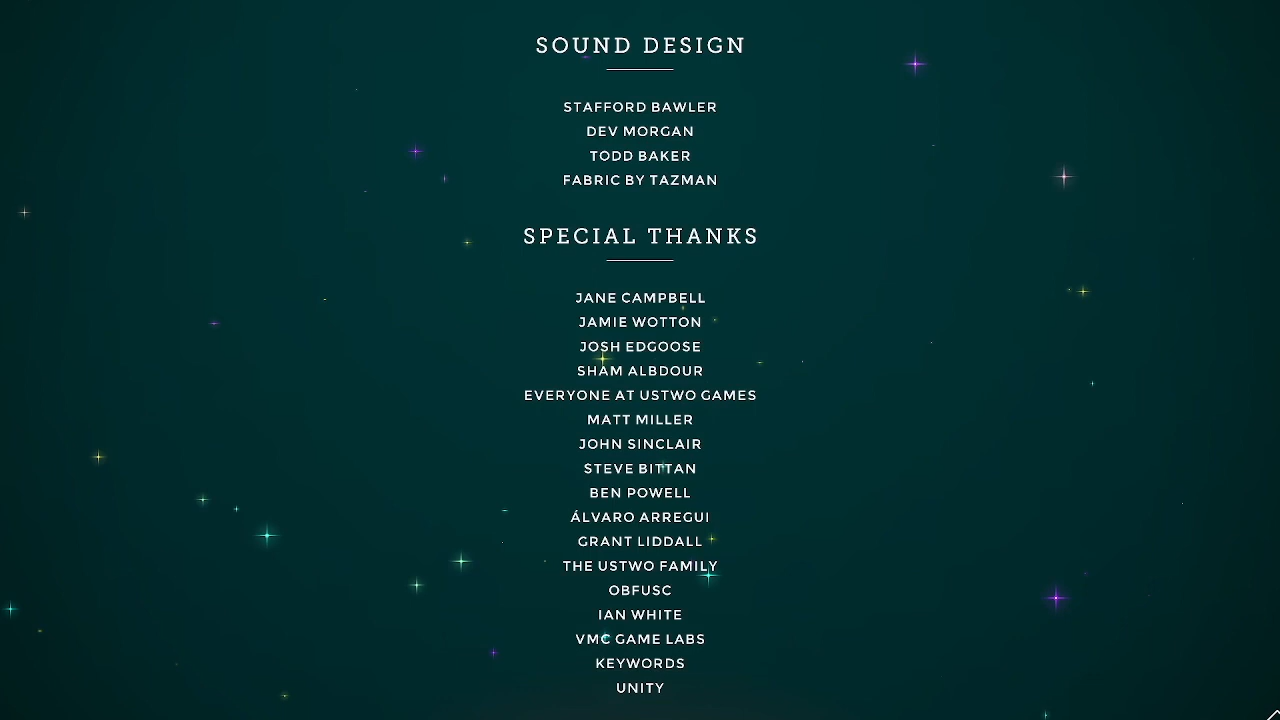 SOUND DESIGN
STAFFORD BAWLER
DEV MORGAN
TODD BAKER
FABRIC BY TAZMAN
SPECIAL THANKS
JANE CAMPBELL
JAMIE WOTTON
JOSH EDGOOSE
SHAM ALBDOUR
EVERYONE AT USTWO GAMES
MATT MILLER
JOHN SINCLAIR
STEVE BITTAN
BEN POWELL
ÁLVARO ARREGUI
GRANT LIDDALL
THE USTWO FAMILY
OBFUSC
IAN WHITE
VMC GAME LABS
KEYWORDS
UNITY